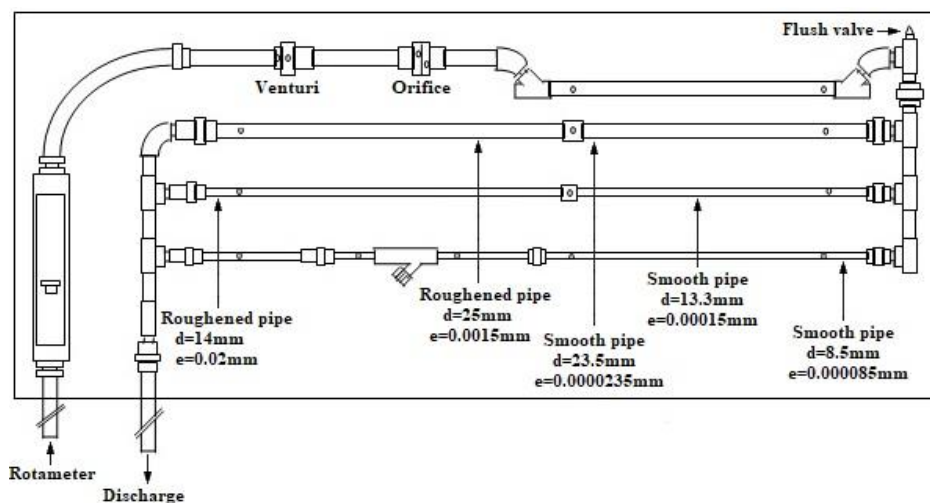 Flush valve
Venturi
Orifice
Roughened pipe
d=14mm
e=0.02mm
Roughened pipe
d=25mm
e=0.0015mm
Smooth pipe
d=23.5mm
e=0.0000235mm
Smooth pipe
d=13.3mm
e=0.00015mm
Smooth pipe
d=8.5mm
e=0.000085mm
Rotameter
Discharge